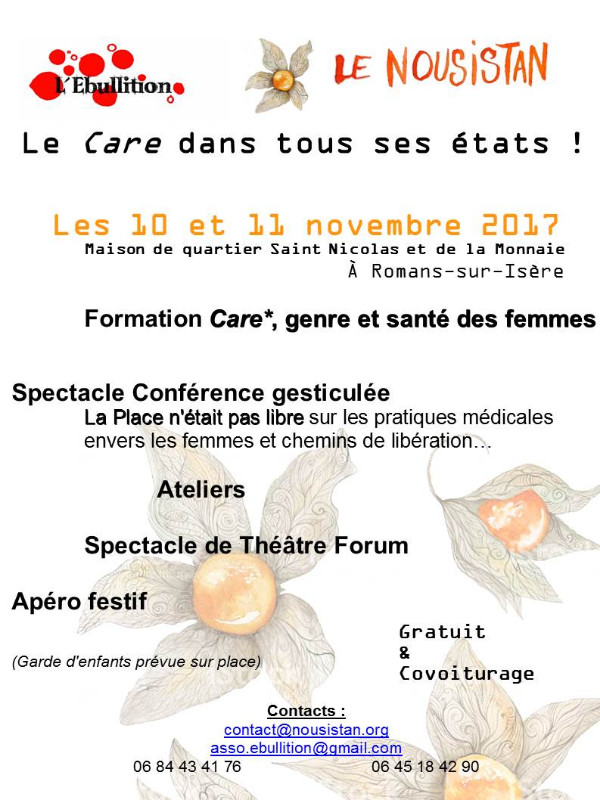 L'Ebullition
LE NOUSISTAN
Le Care dans tous ses états !
Les 10 et 11 novembre 2017
Maison de quartier Saint Nicolas et de la Monnaie
À Romans-sur-Isère
Formation Care*, genre et santé des femmes
Spectacle Conférence gesticulée
La Place n'était pas libre sur les pratiques médicales
envers les femmes et chemins de libération...
Ateliers
Spectacle de Théâtre Forum
Apéro festif
Gratuit
&
Covoiturage
(Garde d'enfants prévue sur place)
Contacts :
contact@nousistan.org
asso.ebullition@gmail.com
06 84 43 41 76 06 45 18 42 90